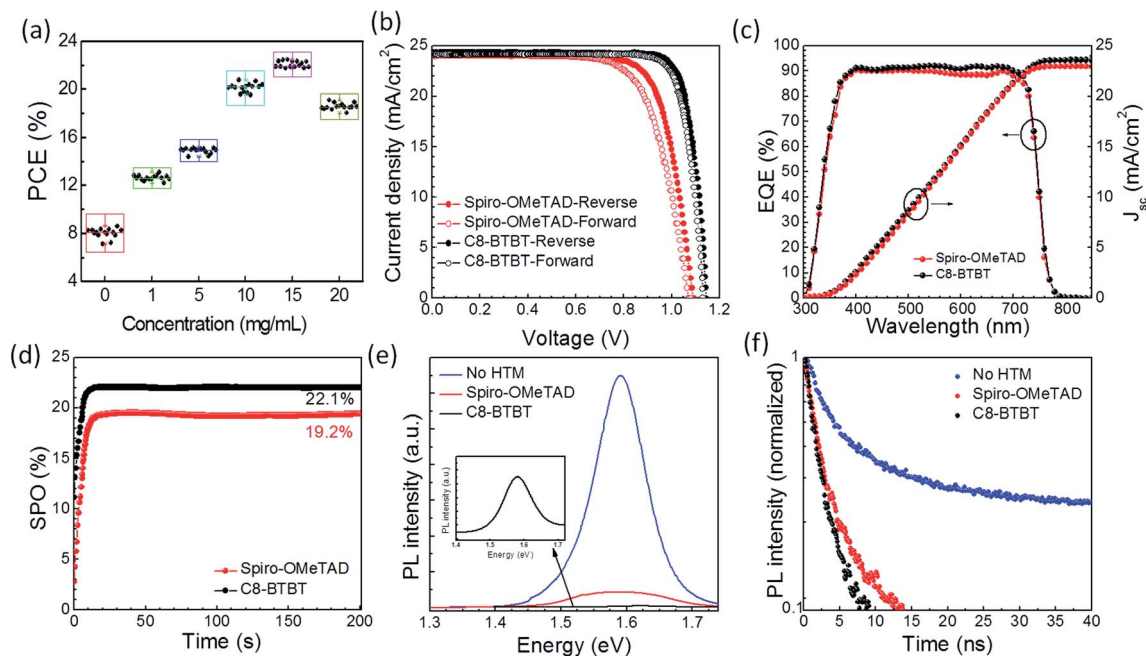 (a)
PCE (%)
24
20
16
12
8
4
0 1 5 10 15 20
Concentration (mg/mL)
(b)
Current density (mA/cm²)
25
20
15
10
5
0
Spiro-OMeTAD-Reverse
Spiro-OMeTAD-Forward
C8-BTBT-Reverse
C8-BTBT-Forward
0.0 0.2 0.4 0.6 0.8 1.0 1.2
Voltage (V)
(c)
EQE (%)
100
90
80
70
60
50
40
30
20
10
0
25
20
15
10
5
0
J_sc (mA/cm²)
Spiro-OMeTAD
C8-BTBT
300 400 500 600 700 800
Wavelength (nm)
(d)
SPO (%)
25
20
15
10
5
0
22.1%
19.2%
Spiro-OMeTAD
C8-BTBT
0 50 100 150 200
Time (s)
(e)
PL intensity (a.u.)
No HTM
Spiro-OMeTAD
C8-BTBT
PL intensity (a.u.)
1.4 1.5 1.6 1.7
Energy (eV)
1.3 1.4 1.5 1.6 1.7
Energy (eV)
(f)
PL intensity (normalized)
1
0.1
No HTM
Spiro-OMeTAD
C8-BTBT
0 5 10 15 20 25 30 35 40
Time (ns)